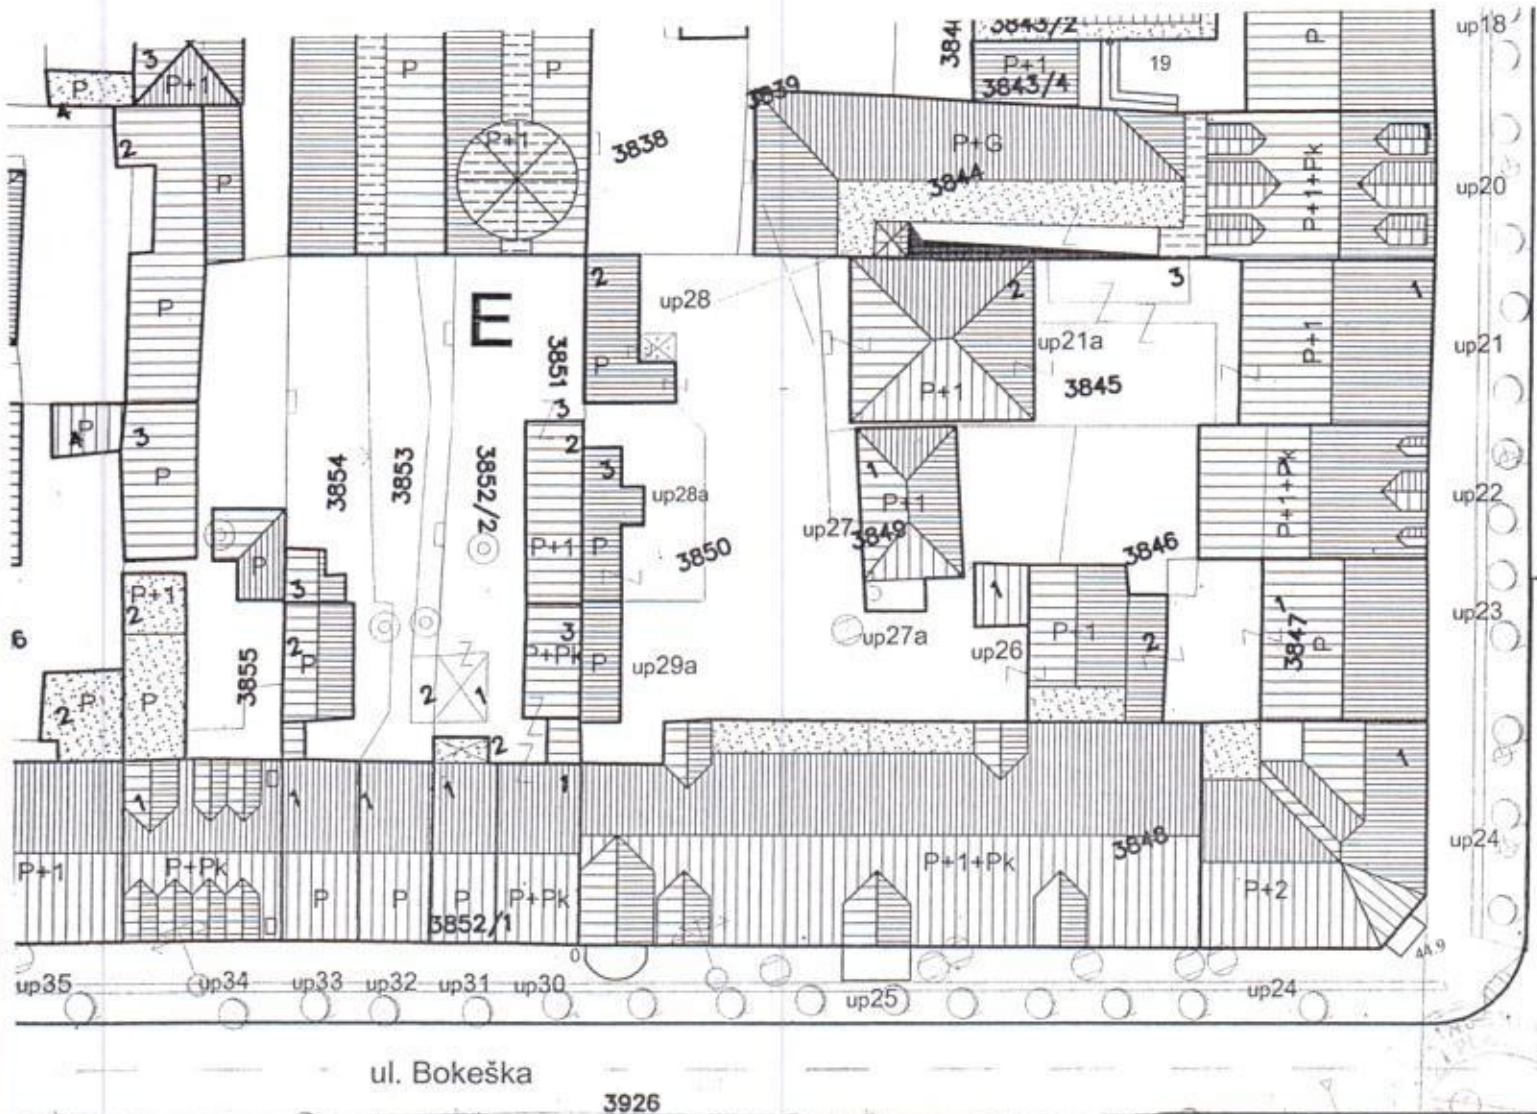 up18
3843/2
3
P
P+1
P
P
P
P+1
3843/4
19
3839
P+G
2
P+1
3838
3844
P+1+Pk
up20
P
2
up28
2
3
1
P
E
3851
P
up21a
P+1
3845
P+1
up21
P
3
3
2
P
3854
3853
3852/2
3
up28a
1
P+1
P+1+Pk
up22
up27
3849
P+1
P
3850
3846
P
P+1
2
3
1
1
up23
6
up27a
P+1
2
3847
P
3
up26
2
P
P+Pk
P
up29a
3855
2
1
P
P
2
2
1
1
1
1
1
1
1
P+1
P+Pk
P
P
P
P+Pk
P+1+Pk
3848
P+2
up24
3852/1
0
44.9
up35
up34
up33
up32
up31
up30
up25
up24
ul. Bokeška
3926